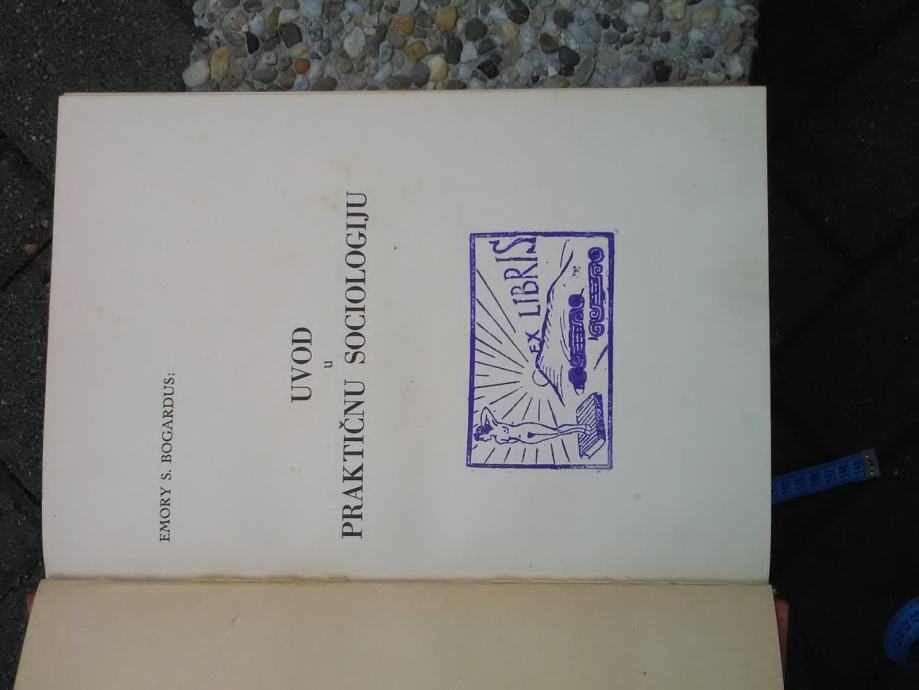 EMORY S. BOGARDUS:
UVOD
u
PRAKTIČNU SOCIOLOGIJU
EX LIBRIS